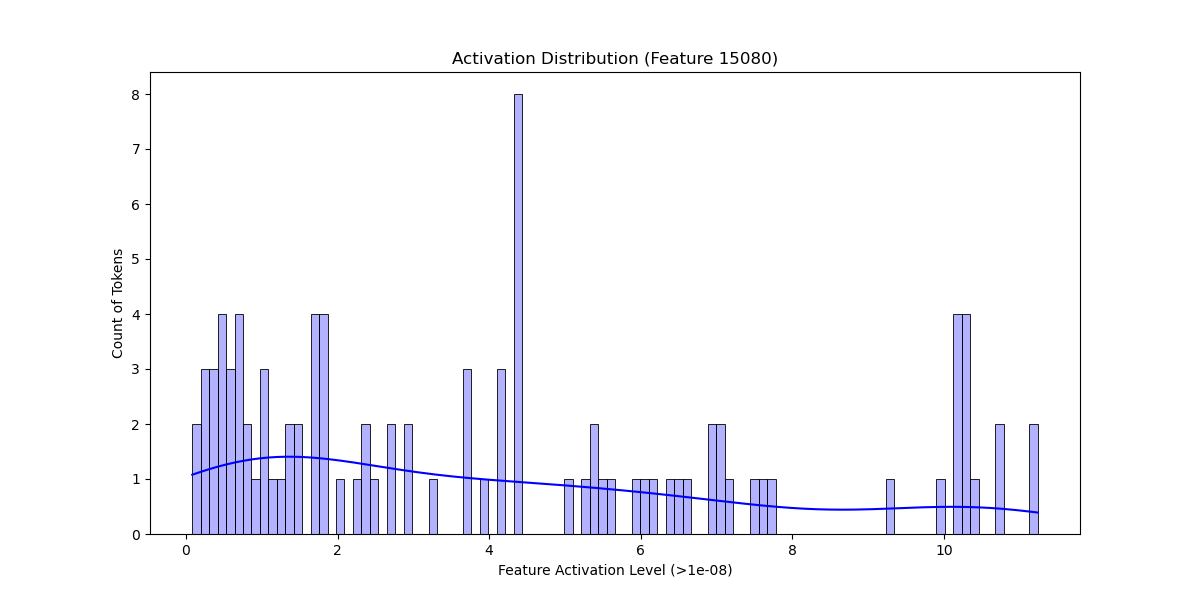 Activation Distribution (Feature 15080)
Count of Tokens
8
7
6
5
4
3
2
1
0
0 2 4 6 8 10
Feature Activation Level (>1e-08)